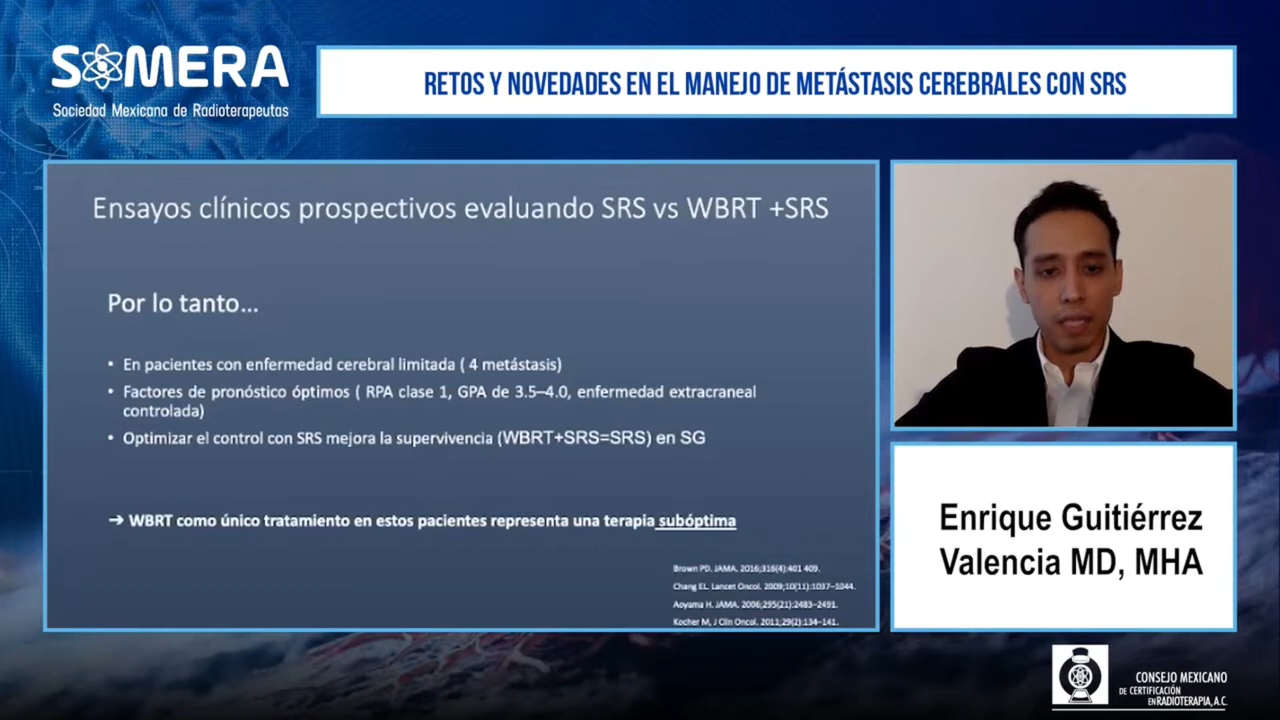 SOMERA
Sociedad Mexicana de Radioterapeutas
RETOS Y NOVEDADES EN EL MANEJO DE METÁSTASIS CEREBRALES CON SRS
Ensayos clínicos prospectivos evaluando SRS vs WBRT +SRS
Por lo tanto...
• En pacientes con enfermedad cerebral limitada ( 4 metástasis)
• Factores de pronóstico óptimos ( RPA clase 1, GPA de 3.5–4.0, enfermedad extracraneal
controlada)
• Optimizar el control con SRS mejora la supervivencia (WBRT+SRS=SRS) en SG
➔ WBRT como único tratamiento en estos pacientes representa una terapia subóptima
Brown PD. JAMA. 2016;316(4):401 409.
Chang EL. Lancet Oncol. 2009;10(11):1037–1044.
Aoyama H. JAMA. 2006;295(21):2483–2491.
Kocher M, J Clin Oncol. 2011;29(2):134–141.
Enrique Guitiérrez
Valencia MD, MHA
CONSEJO MEXICANO
DE CERTIFICACIÓN
EN RADIOTERAPIA, A.C.